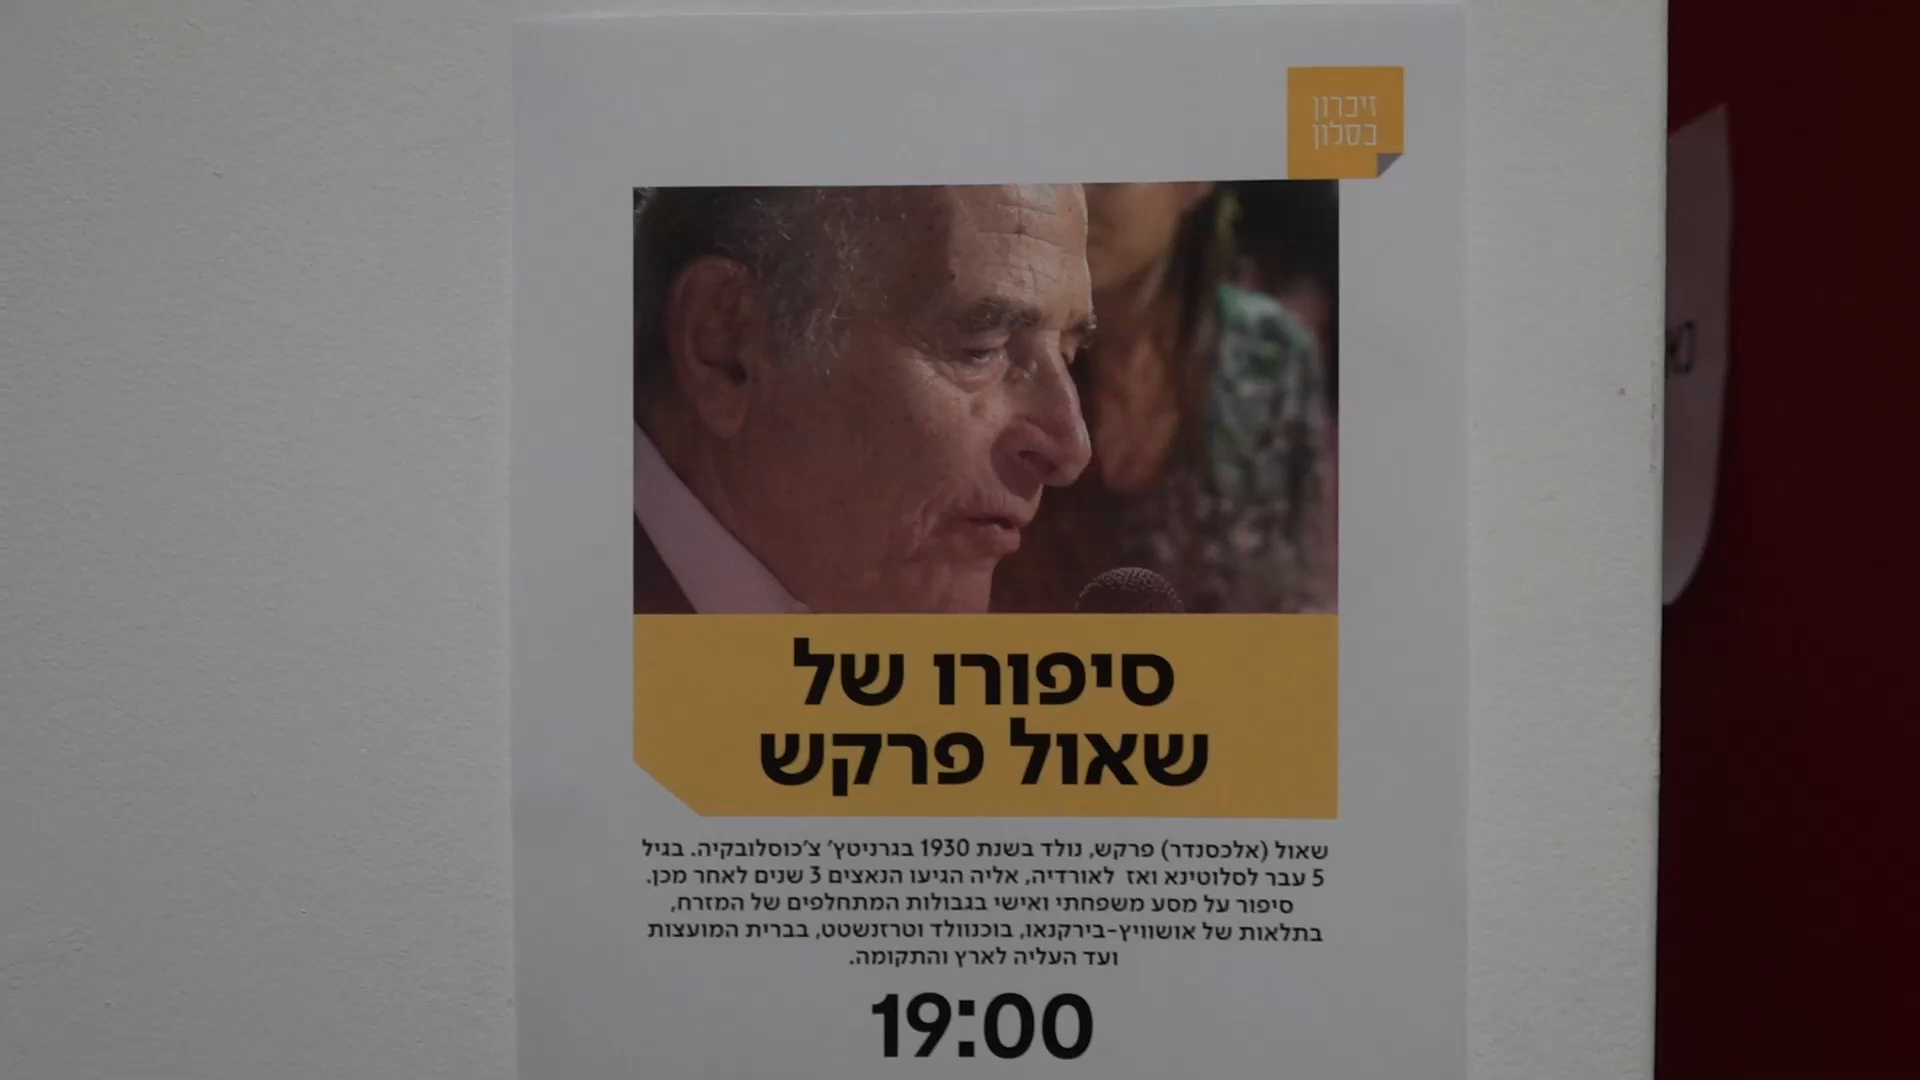 זיכרון
בסלון
סיפורו של
שאול פרקש
שאול (אלכסנדר) פרקש, נולד בשנת 1930 בגרניטץ' צ'כוסלובקיה. בגיל
5 עבר לסלוטינא ואז לאורדיה, אליה הגיעו הנאצים 3 שנים לאחר מכן.
סיפור על מסע משפחתי ואישי בגבולות המתחלפים של המזרח,
בתלאות של אושוויץ-בירקנאו, בוכנוולד וטרזנשטט, בברית המועצות
ועד העליה לארץ והתקומה.
19:00